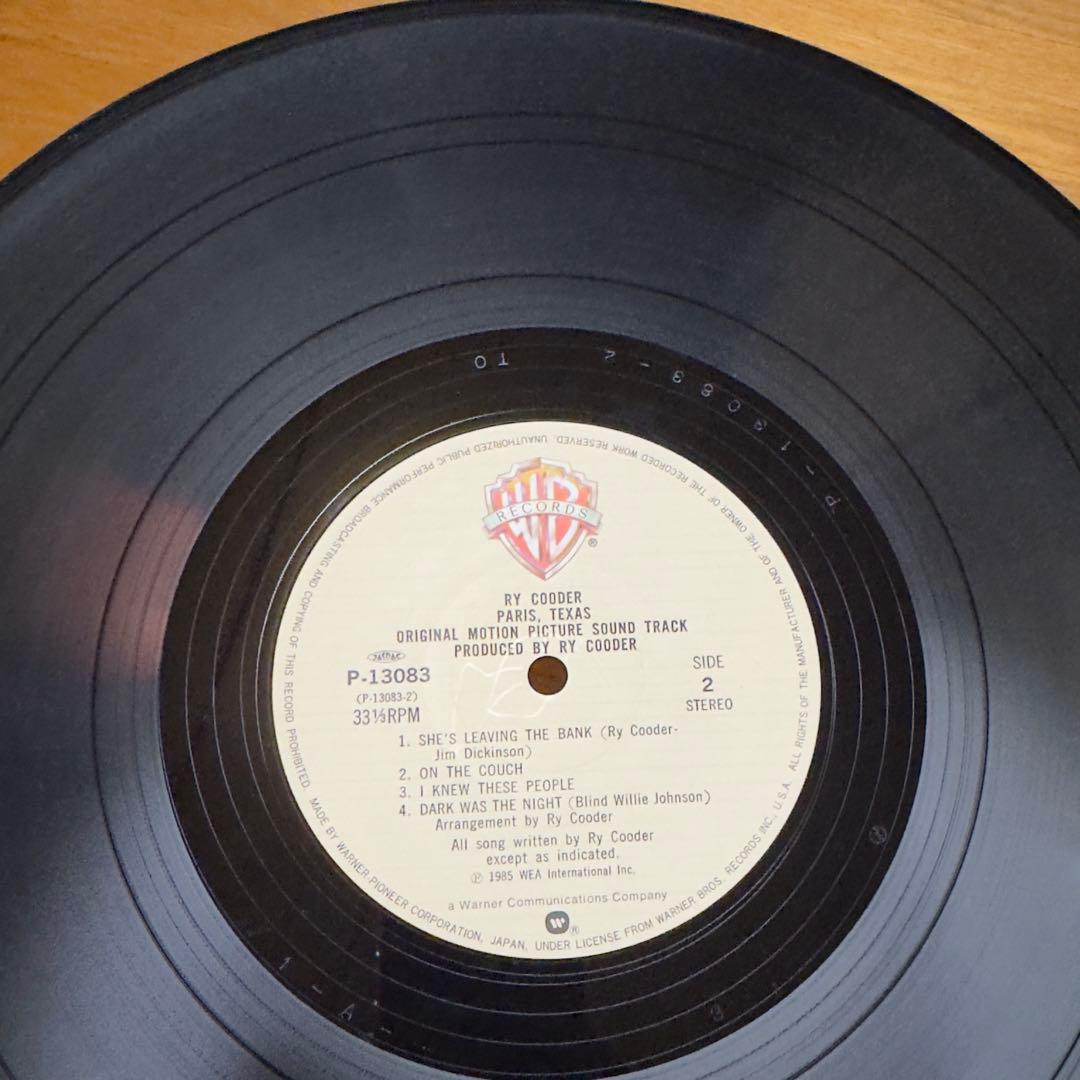 WB
RECORDS
®
RY COODER
PARIS, TEXAS
ORIGINAL MOTION PICTURE SOUND TRACK
PRODUCED BY RY COODER
P-13083
(P-13083-2)
33⅓RPM
SIDE
2
STEREO
1. SHE'S LEAVING THE BANK (Ry Cooder-
Jim Dickinson)
2. ON THE COUCH
3. I KNEW THESE PEOPLE
4. DARK WAS THE NIGHT (Blind Willie Johnson)
Arrangement by Ry Cooder
All song written by Ry Cooder
except as indicated.
℗ 1985 WEA International Inc.
a Warner Communications Company
®
MADE BY WARNER-PIONEER CORPORATION, JAPAN, UNDER LICENSE FROM WARNER BROS. RECORDS INC., U.S.A. ALL RIGHTS OF THE MANUFACTURER AND OF THE OWNER OF THE RECORDED WORK RESERVED. UNAUTHORIZED PUBLIC PERFORMANCE BROADCASTING AND COPYING OF THIS RECORD PROHIBITED.
P-13083-2
TO
1-A-
3